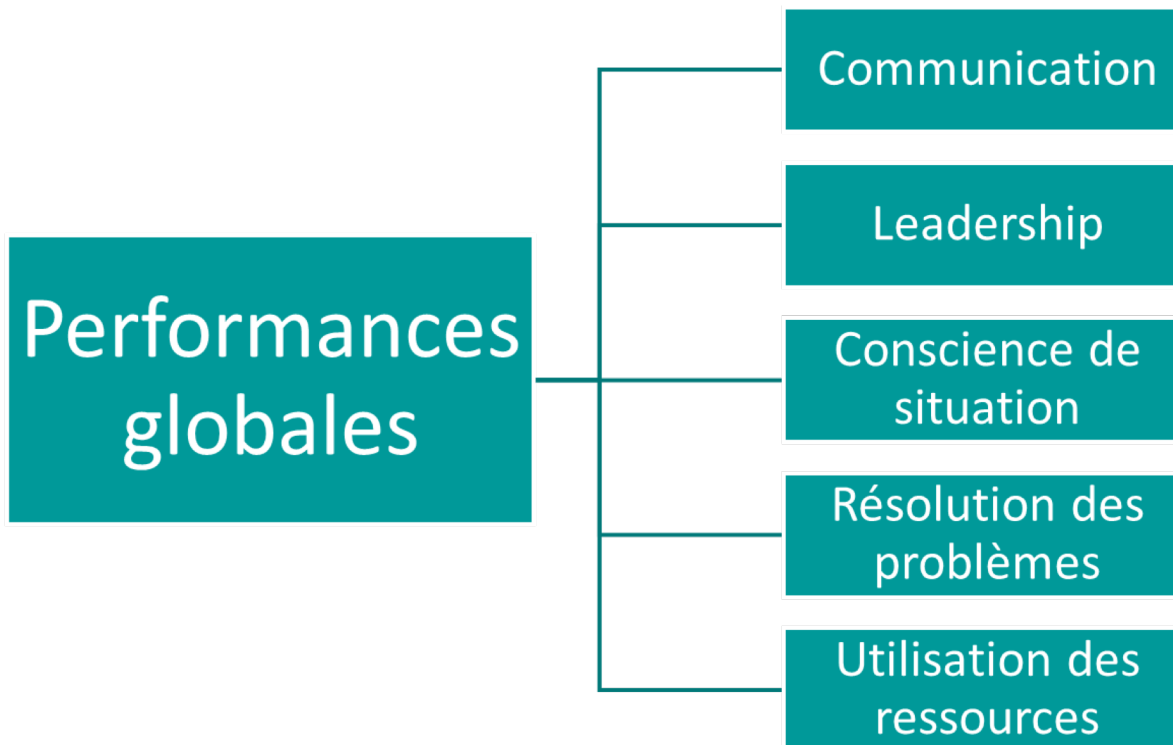 Performances
globales
Communication
Leadership
Conscience de
situation
Résolution des
problèmes
Utilisation des
ressources